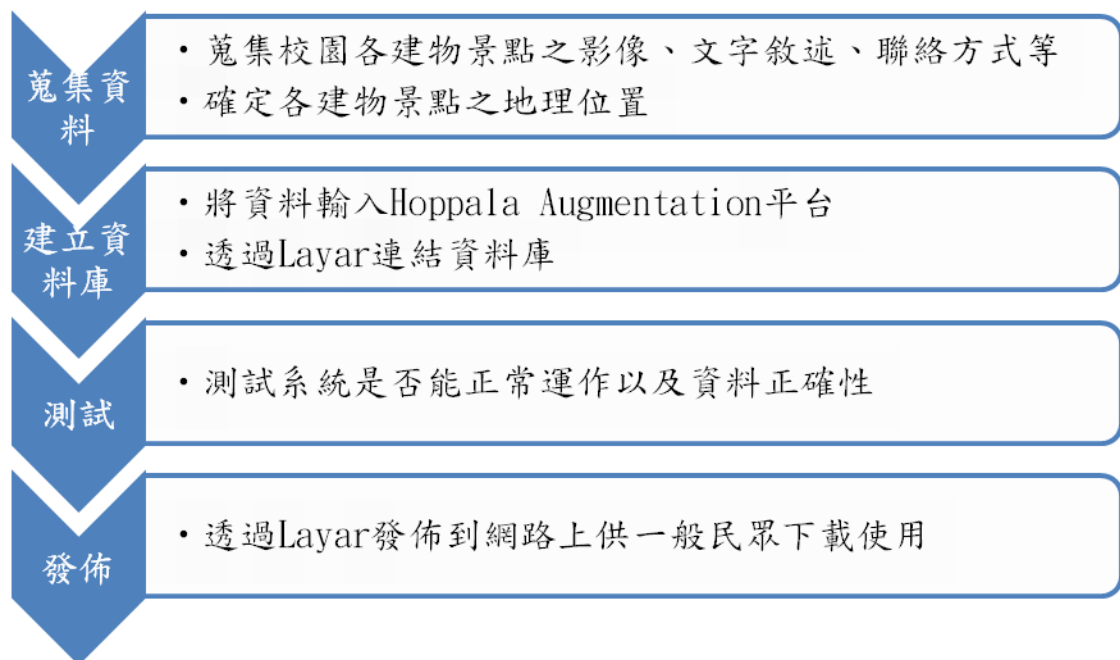 蒐集資
料
・蒐集校園各建物景點之影像、文字敘述、聯絡方式等
・確定各建物景點之地理位置
建立資
料庫
・將資料輸入Hoppala Augmentation平台
・透過Layar連結資料庫
測試
・測試系統是否能正常運作以及資料正確性
發佈
・透過Layar發佈到網路上供一般民眾下載使用